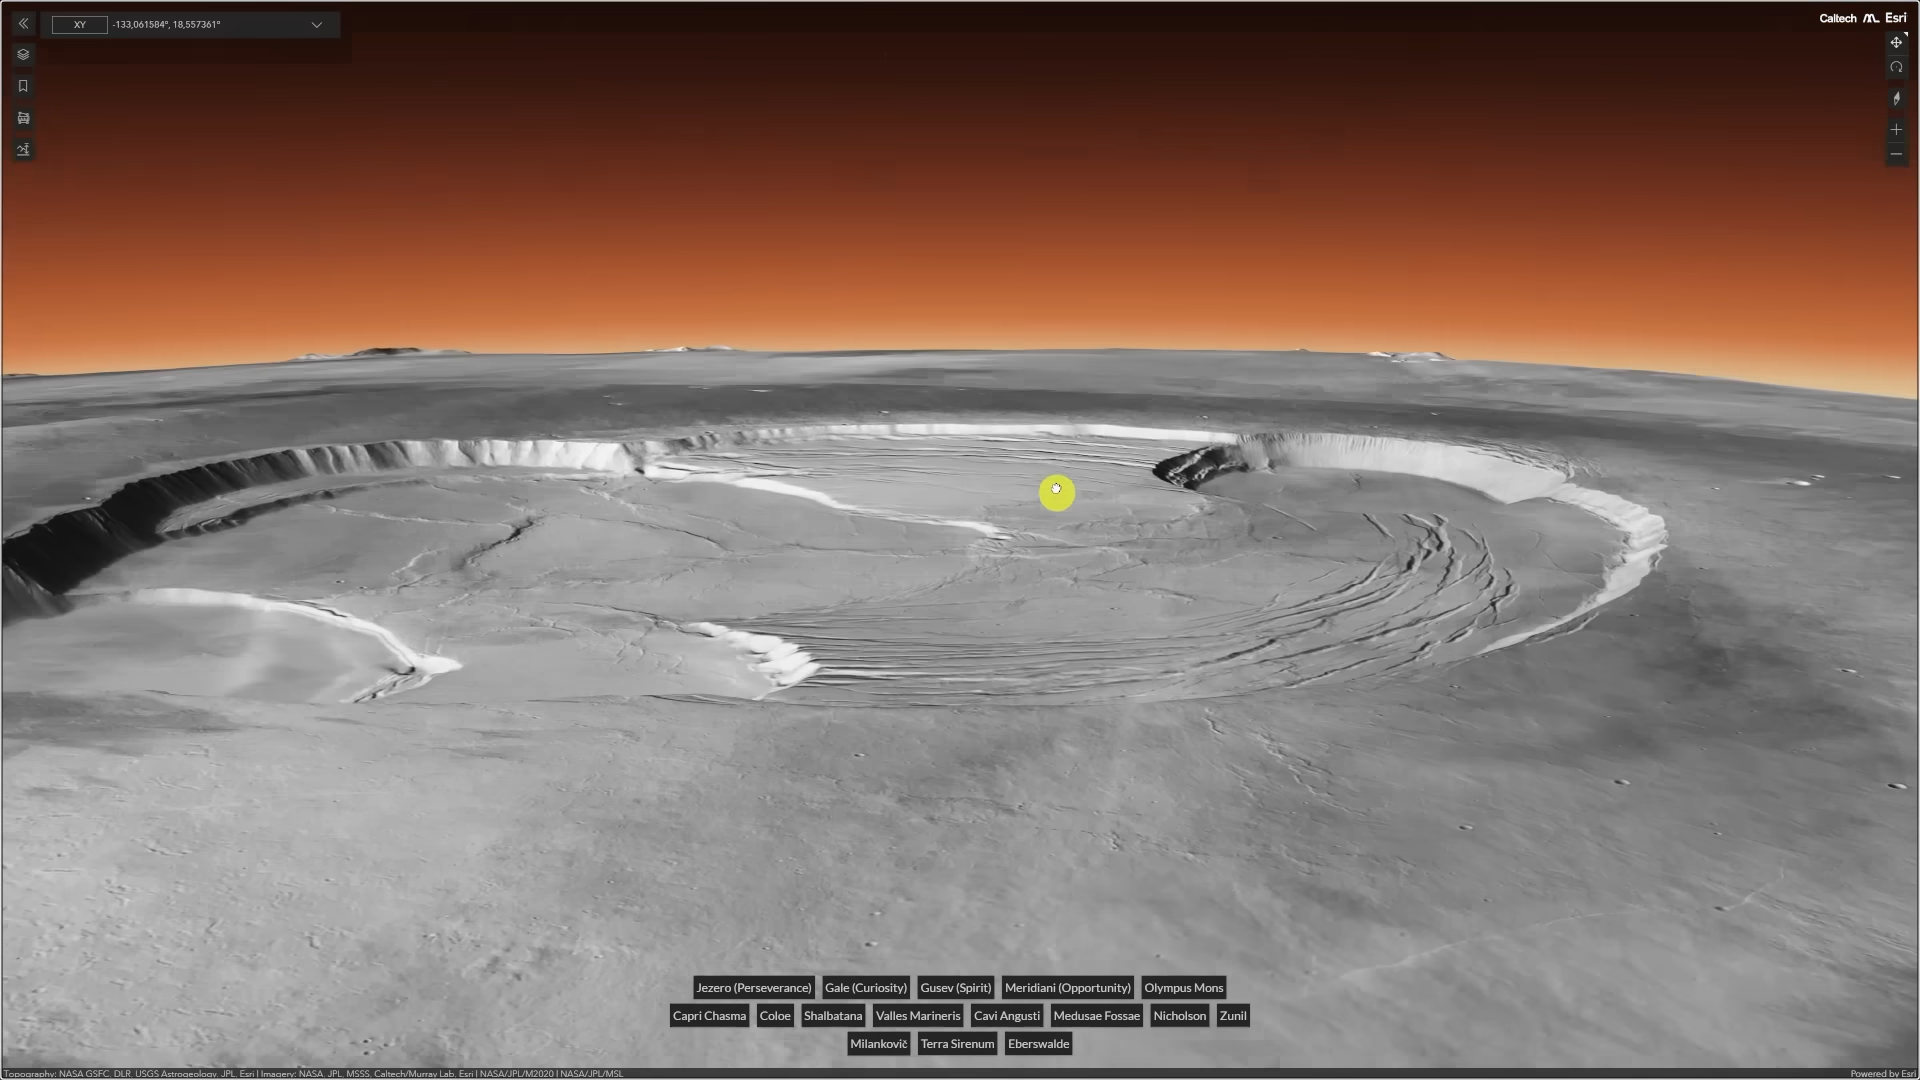 XY -133,061584°, 18,557361°
Caltech Esri
Jezero (Perseverance) Gale (Curiosity) Gusev (Spirit) Meridiani (Opportunity) Olympus Mons
Capri Chasma Coloe Shalbatana Valles Marineris Cavi Angusti Medusae Fossae Nicholson Zunil
Milankovič Terra Sirenum Eberswalde
Topography: NASA GSFC, DLR, USGS Astrogeology, JPL, Esri | Imagery: NASA, JPL, MSSS, Caltech/Murray Lab, Esri | NASA/JPL/M2020 | NASA/JPL/MSL
Powered by Esri